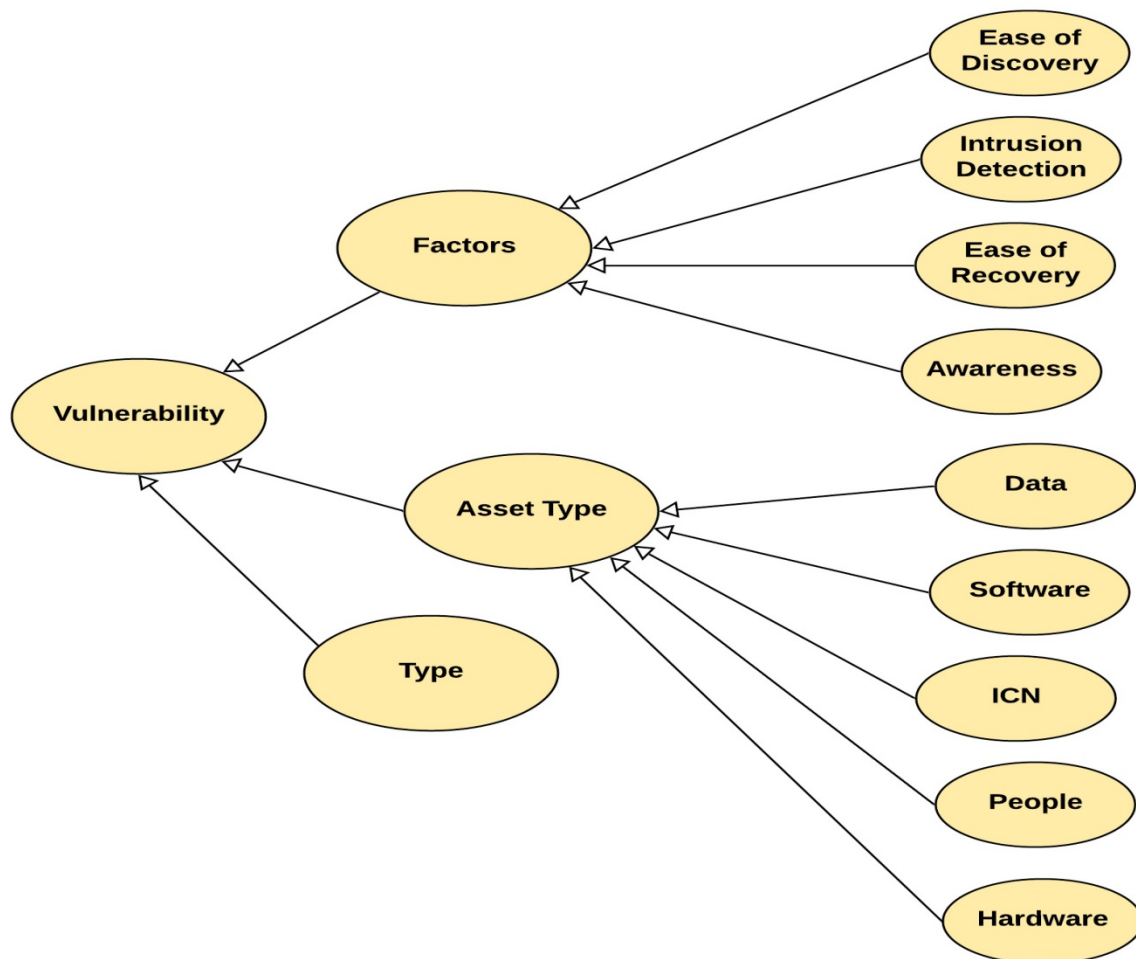 Ease of
Discovery
Intrusion
Detection
Factors
Ease of
Recovery
Awareness
Vulnerability
Data
Asset Type
Software
Type
ICN
People
Hardware